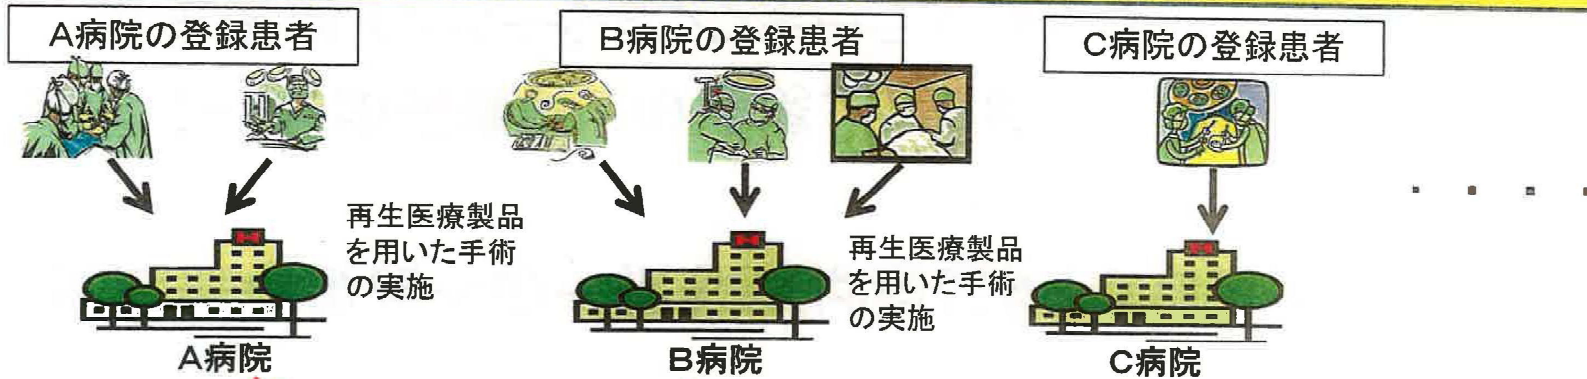 A病院の登録患者
B病院の登録患者
C病院の登録患者
再生医療製品
を用いた手術
の実施
再生医療製品
を用いた手術
の実施
A病院
B病院
C病院